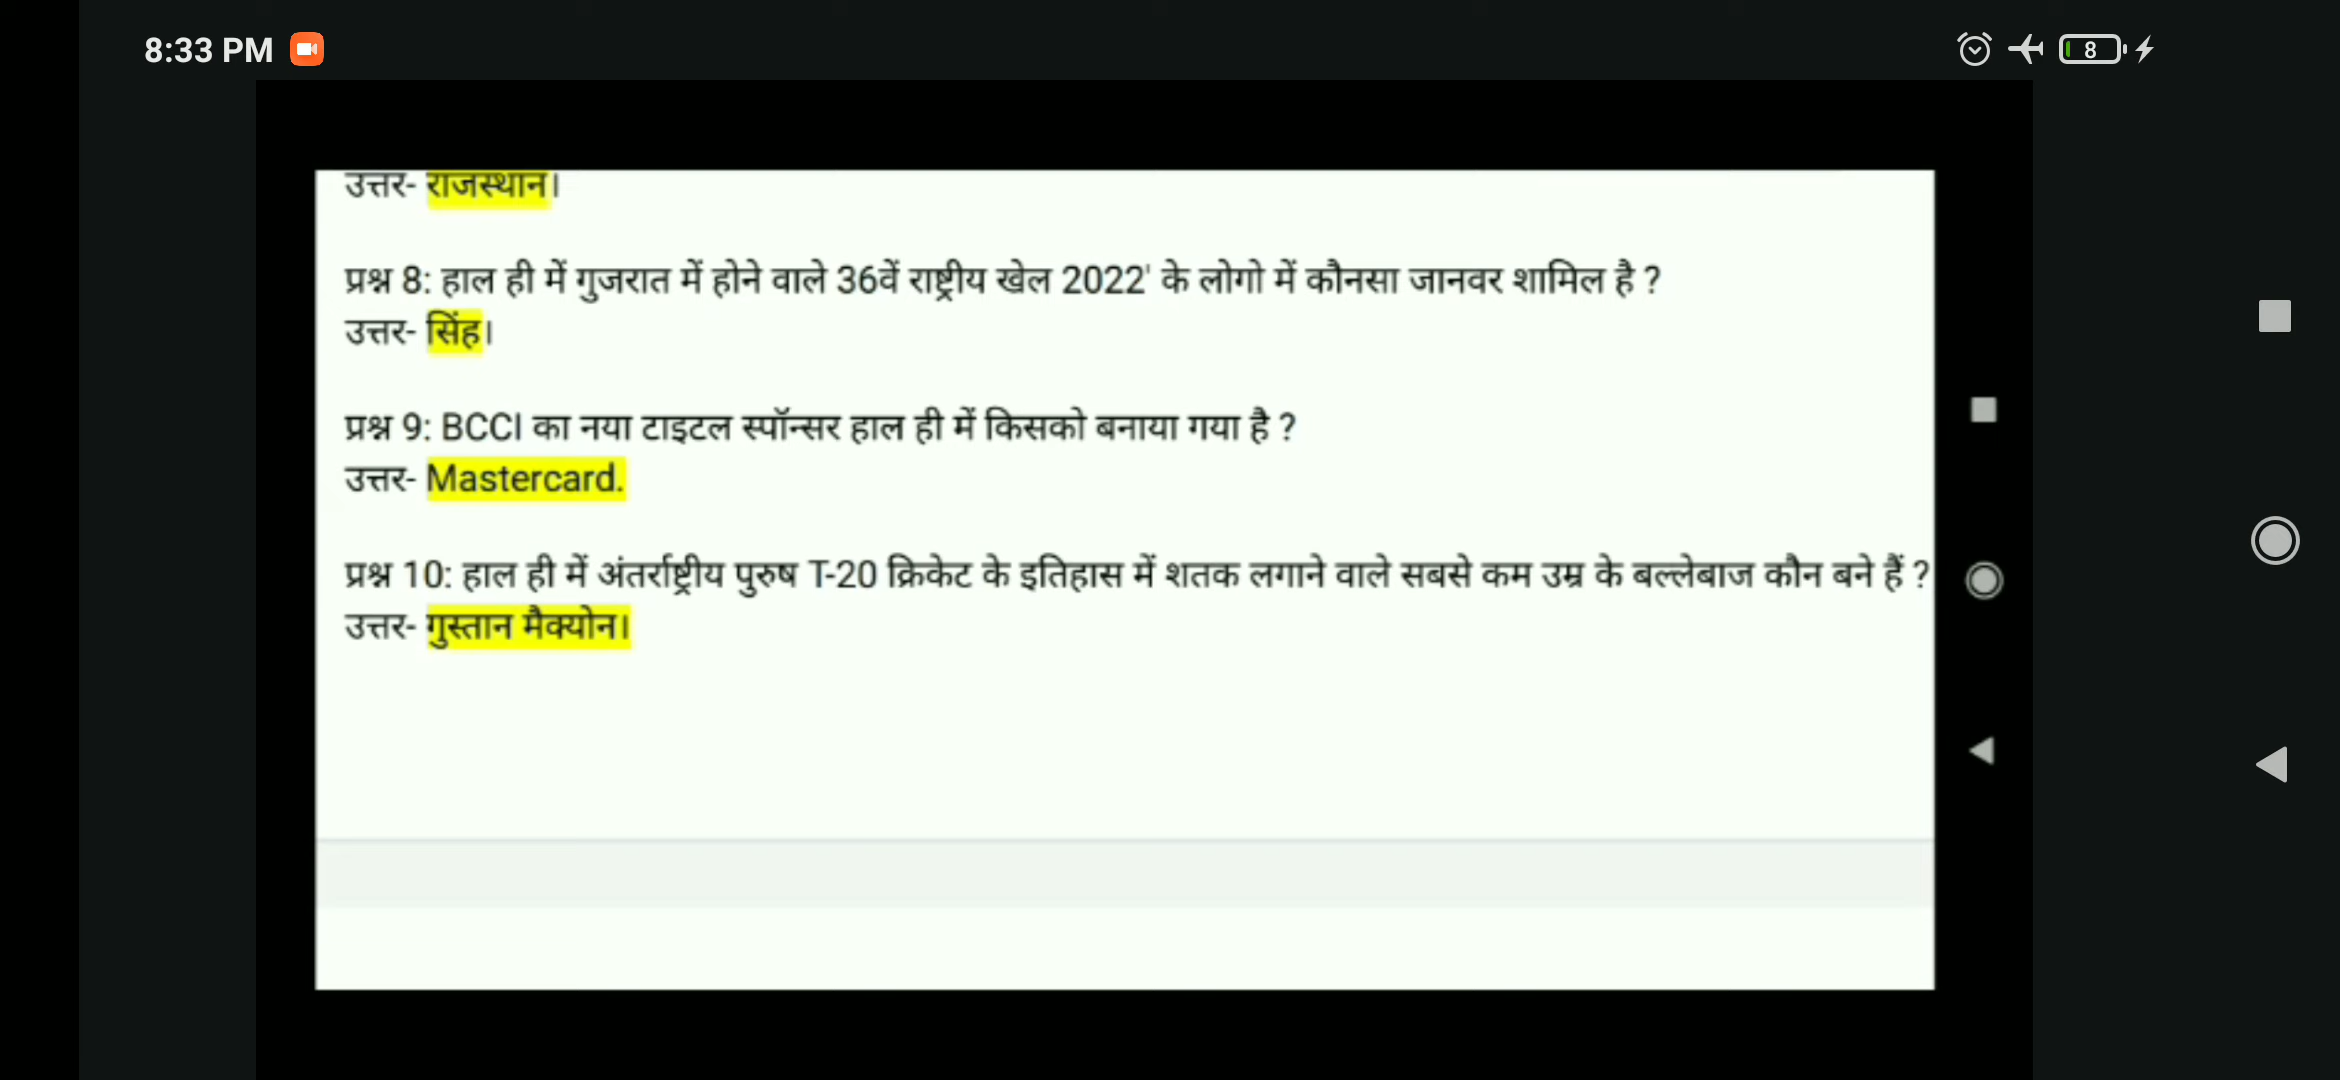 8:33 PM
8
उत्तर- राजस्थान।
प्रश्न 8: हाल ही में गुजरात में होने वाले 36वें राष्ट्रीय खेल 2022' के लोगो में कौनसा जानवर शामिल है ?
उत्तर- सिंह।
प्रश्न 9: BCCI का नया टाइटल स्पॉन्सर हाल ही में किसको बनाया गया है ?
उत्तर- Mastercard.
प्रश्न 10: हाल ही में अंतर्राष्ट्रीय पुरुष T-20 क्रिकेट के इतिहास में शतक लगाने वाले सबसे कम उम्र के बल्लेबाज कौन बने हैं ?
उत्तर- गुस्तान मैक्योन।